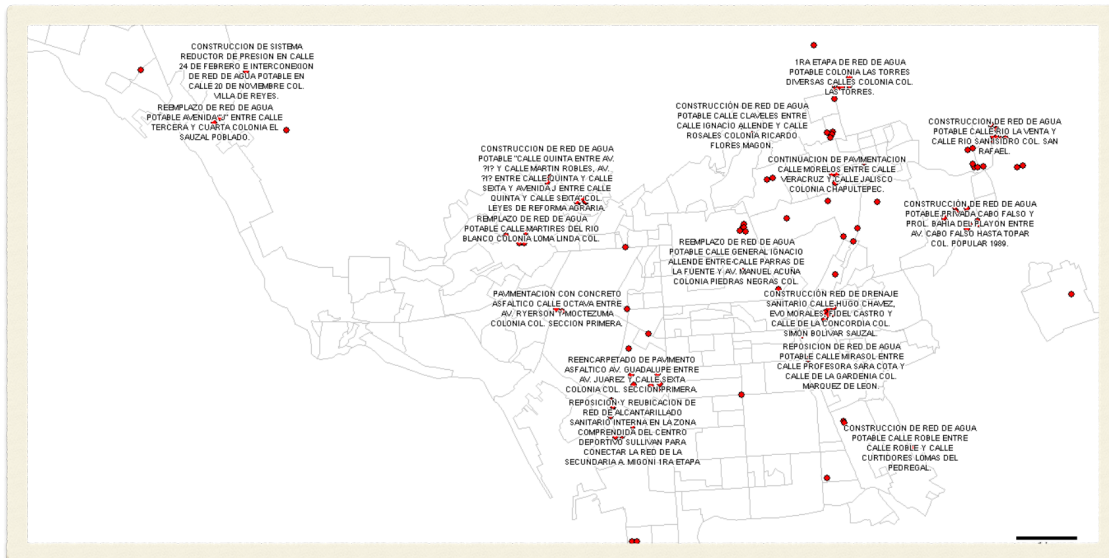 CONSTRUCCION DE SISTEMA
REDUCTOR DE PRESION EN CALLE
24 DE FEBRERO E INTERCONEXION
DE RED DE AGUA POTABLE EN
CALLE 20 DE NOVIEMBRE COL.
VILLA DE REYES.
REEMPLAZO DE RED DE AGUA
POTABLE AVENIDA "J" ENTRE CALLE
TERCERA Y CUARTA COLONIA EL
SAUZAL POBLADO.
1RA ETAPA DE RED DE AGUA
POTABLE COLONIA LAS TORRES
DIVERSAS CALLES COLONIA COL.
LAS TORRES.
CONSTRUCCIÓN DE RED DE AGUA
POTABLE CALLE CLAVELES ENTRE
CALLE IGNACIO ALLENDE Y CALLE
ROSALES COLONÍA RICARDO
FLORES MAGON.
CONSTRUCCIÓN DE RED DE AGUA
POTABLE CALLE RIO LA VENTA Y
CALLE RIO SAN ISIDRO COL. SAN
RAFAEL.
CONSTRUCCIÓN DE RED DE AGUA
POTABLE "CALLE QUINTA ENTRE AV.
?I? Y CALLE MARTIN ROBLES, AV.
?I? ENTRE CALLE QUINTA Y CALLE
SEXTA Y AVENIDA J ENTRE CALLE
QUINTA Y CALLE SEXTA" COL.
LEYES DE REFORMA AGRARIA.
CONTINUACION DE PAVIMENTACION
CALLE MORELOS ENTRE CALLE
VERACRUZ Y CALLE JALISCO
COLONIA CHAPULTEPEC.
REMPLAZO DE RED DE AGUA
POTABLE CALLE MARTIRES DEL RIO
BLANCO COLONÍA LOMA LINDA COL.
CONSTRUCCIÓN DE RED DE AGUA
POTABLE PRIVADA CABO FALSO Y
PROL. BAHIA DEL PLAYON ENTRE
AV. CABO FALSO HASTA TOPAR
COL. POPULAR 1989.
REEMPLAZO DE RED DE AGUA
POTABLE CALLE GENERAL IGNACIO
ALLENDE ENTRE CALLE PARRAS DE
LA FUENTE Y AV. MANUEL ACUÑA
COLONIA PIEDRAS NEGRAS COL.
PAVIMENTACION CON CONCRETO
ASFALTICO CALLE OCTAVA ENTRE
AV. RYERSON Y MOCTEZUMA
COLONIA COL. SECCION PRIMERA.
CONSTRUCCIÓN RED DE DRENAJE
SANITARIO CALLE HUGO CHAVEZ,
EVO MORALES, FIDEL CASTRO Y
CALLE DE LA CONCORDIA COL.
SIMÓN BOLIVAR SAUZAL.
REPOSICION DE RED DE AGUA
POTABLE CALLE MIRASOL ENTRE
CALLE PROFESORA SARA COTA Y
CALLE DE LA GARDENIA COL.
MARQUEZ DE LEON.
REENCARPETADO DE PAVIMENTO
ASFALTICO AV. GUADALUPE ENTRE
AV. JUAREZ Y CALLE SEXTA
COLONIA COL. SECCION PRIMERA.
REPOSICIÓN Y REUBICACIÓN DE
RED DE ALCANTARILLADO
SANITARIO INTERNA EN LA ZONA
COMPRENDIDA DEL CENTRO
DEPORTIVO SULLIVAN PARA
CONECTAR LA RED DE LA
SECUNDARIA A. MIGONI 1RA ETAPA
CONSTRUCCIÓN DE RED DE AGUA
POTABLE CALLE ROBLE ENTRE
CALLE ROBLE Y CALLE
CURTIDORES LOMAS DEL
PEDREGAL.